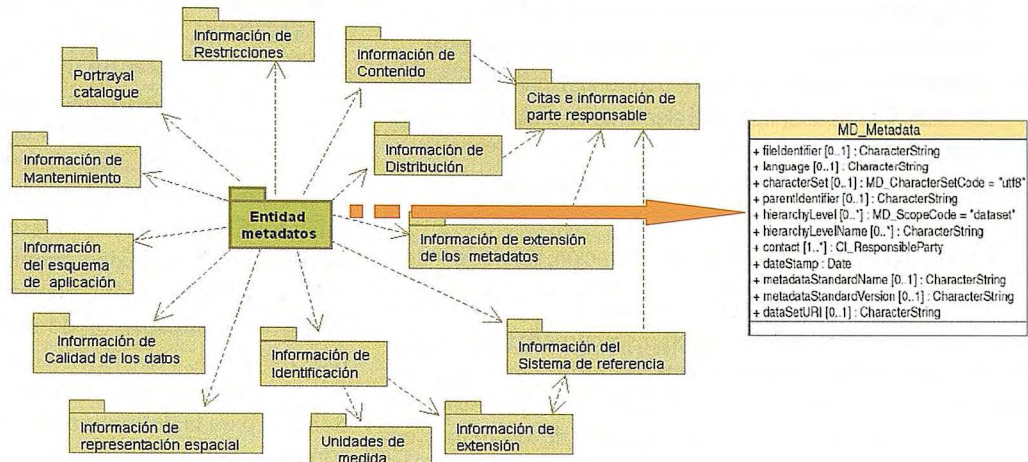 Información de
Restricciones
Información de
Contenido
Portrayal
catalogue
Citas e información de
parte responsable
Información de
Mantenimiento
Información de
Distribución
Entidad
metadatos
Información
del esquema
de aplicación
Información de extensión
de los metadatos
Información de
Calidad de los datos
Información de
Identificación
Información del
Sistema de referencia
Información de
representación espacial
Unidades de
medida
Información de
extensión
MD_Metadata
+ fileIdentifier [0..1] : CharacterString
+ language [0..1] : CharacterString
+ characterSet [0..1] : MD_CharacterSetCode = "utf8"
+ parentIdentifier [0..1] : CharacterString
+ hierarchyLevel [0..*] : MD_ScopeCode = "dataset"
+ hierarchyLevelName [0..*] : CharacterString
+ contact [1..*] : CI_ResponsibleParty
+ dateStamp : Date
+ metadataStandardName [0..1] : CharacterString
+ metadataStandardVersion [0..1] : CharacterString
+ dataSetURI [0..1] : CharacterString